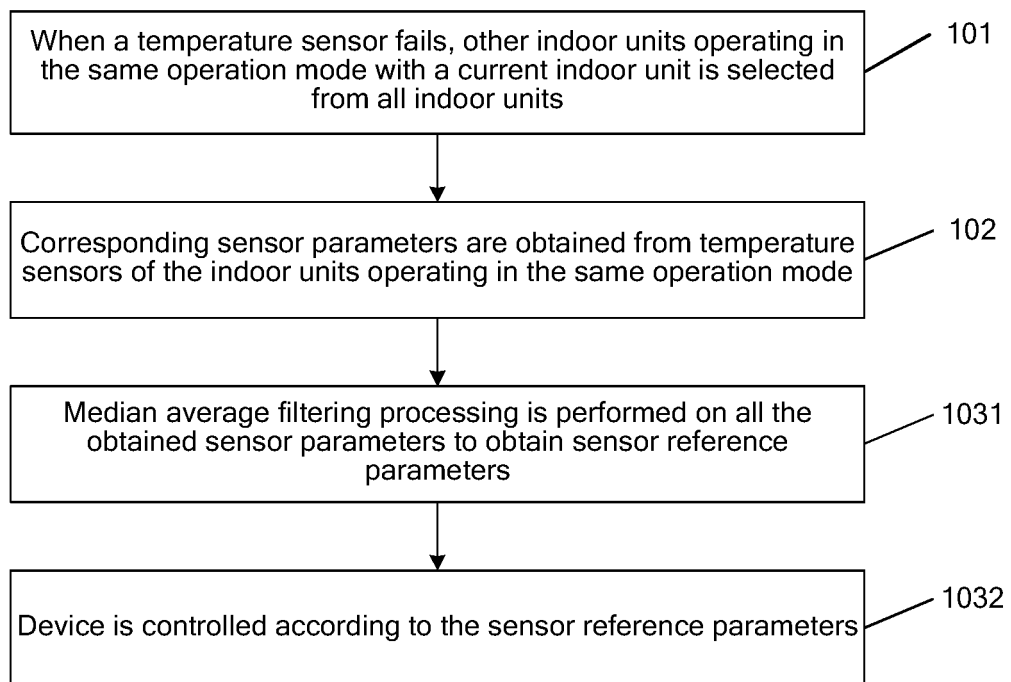 When a temperature sensor fails, other indoor units operating in
the same operation mode with a current indoor unit is selected
from all indoor units
101
Corresponding sensor parameters are obtained from temperature
sensors of the indoor units operating in the same operation mode
102
Median average filtering processing is performed on all the
obtained sensor parameters to obtain sensor reference
parameters
1031
Device is controlled according to the sensor reference parameters
1032